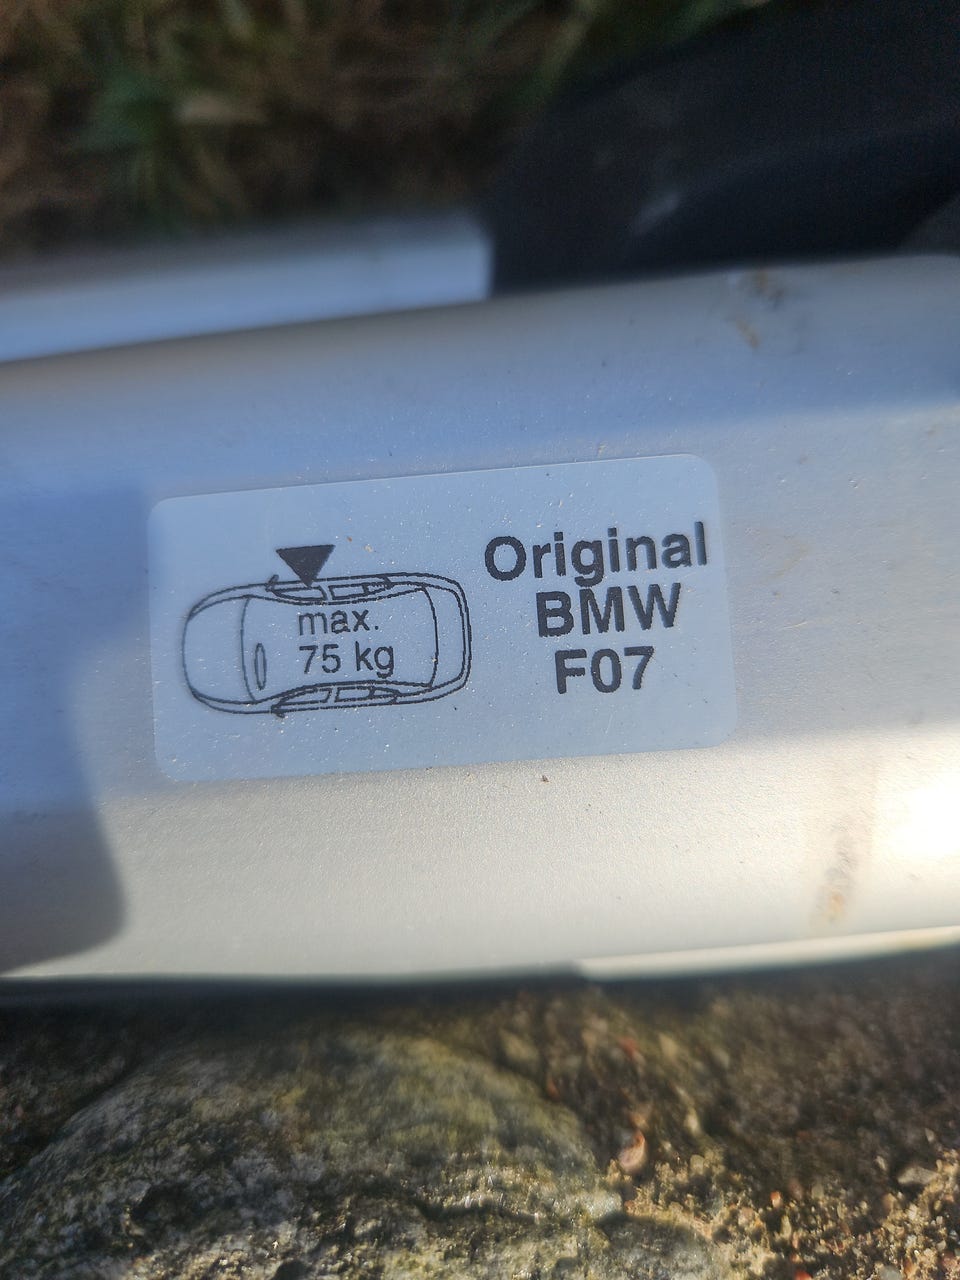 max.
75 kg
Original
BMW
F07